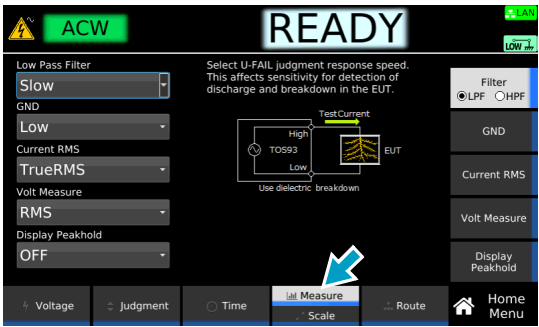 LAN
ACW
READY
LOW
Low Pass Filter
Slow
GND
Low
Current RMS
TrueRMS
Volt Measure
RMS
Display Peakhold
OFF
Select U-FAIL judgment response speed.
This affects sensitivity for detection of
discharge and breakdown in the EUT.
TestCurrent
High
TOS93
EUT
Low
Use dielectric breakdown
Filter
LPF HPF
GND
Current RMS
Volt Measure
Display
Peakhold
Voltage
Judgment
Time
Measure
Scale
Route
Home
Menu